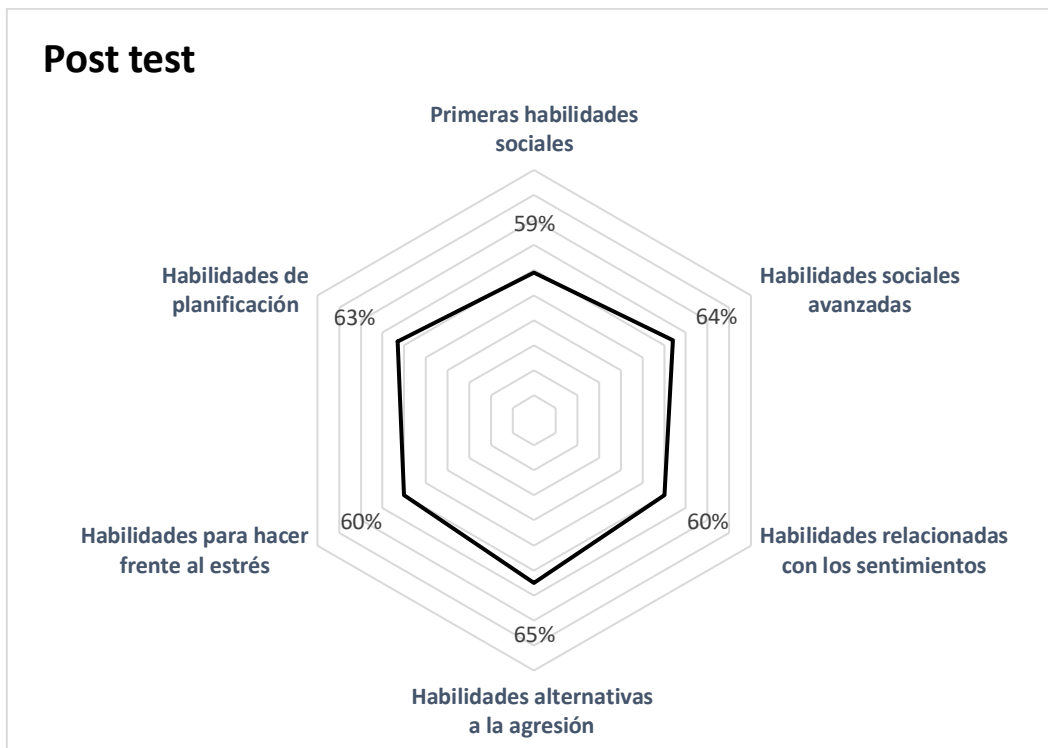 Post test
Primeras habilidades
sociales
59%
Habilidades sociales
avanzadas
64%
Habilidades relacionadas
con los sentimientos
60%
Habilidades alternativas
a la agresión
65%
Habilidades para hacer
frente al estrés
60%
Habilidades de
planificación
63%